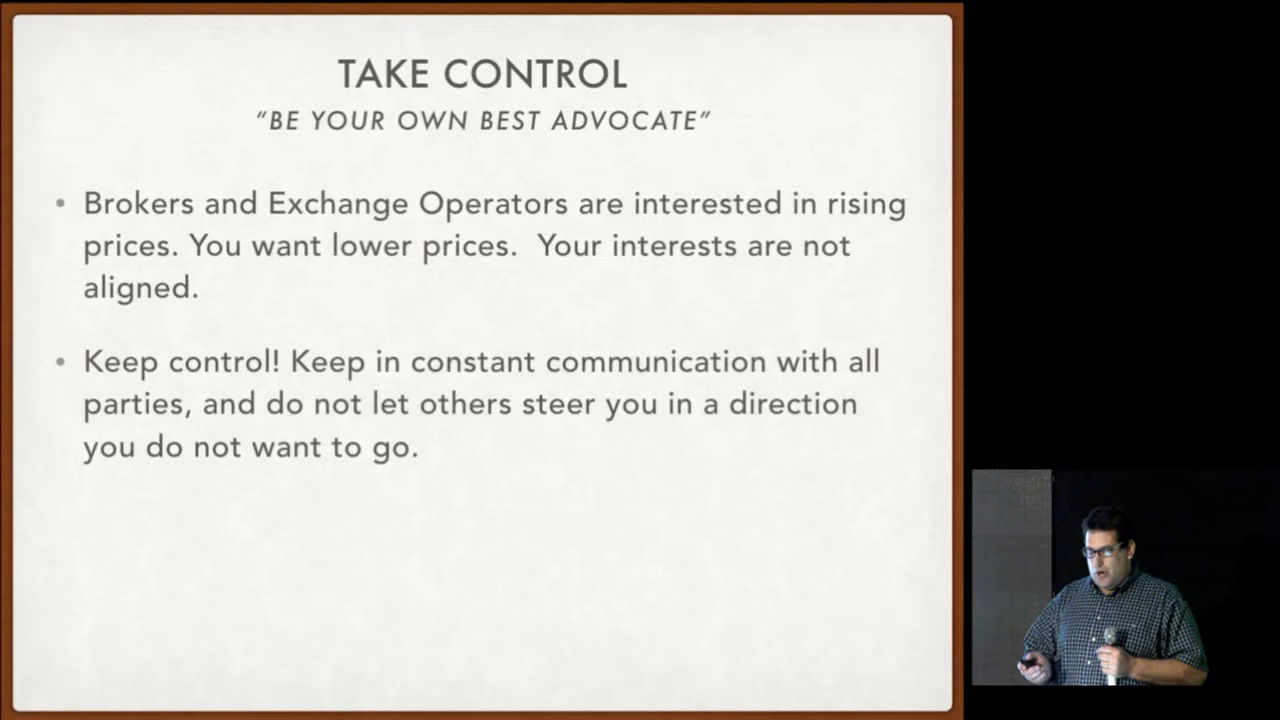 TAKE CONTROL
“BE YOUR OWN BEST ADVOCATE”
• Brokers and Exchange Operators are interested in rising
prices. You want lower prices.  Your interests are not
aligned.
• Keep control! Keep in constant communication with all
parties, and do not let others steer you in a direction
you do not want to go.